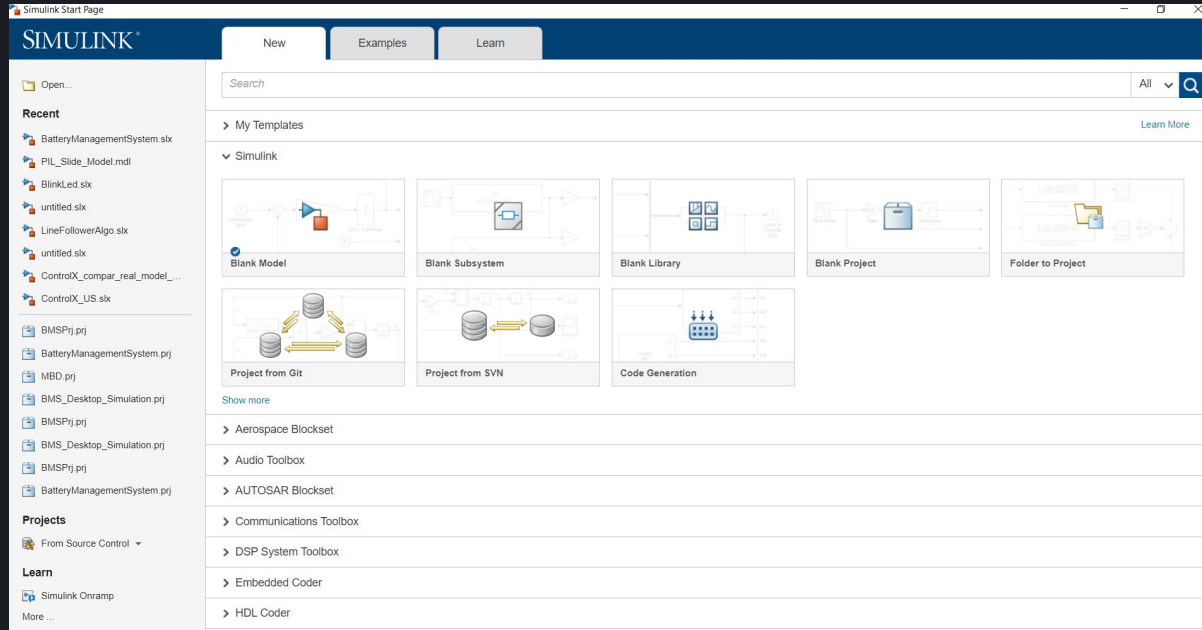 Simulink Start Page
SIMULINK®
New
Examples
Learn
Open...
Recent
BatteryManagementSystem.slx
PIL_Slide_Model.mdl
BlinkLed.slx
untitled.slx
LineFollowerAlgo.slx
untitled.slx
ControlX_compar_real_model_...
ControlX_US.slx
BMSPrj.prj
BatteryManagementSystem.prj
MBD.prj
BMS_Desktop_Simulation.prj
BMSPrj.prj
BMS_Desktop_Simulation.prj
BMSPrj.prj
BatteryManagementSystem.prj
Projects
From Source Control
Learn
Simulink Onramp
More ...
Search
All
My Templates
Learn More
Simulink
Blank Model
Blank Subsystem
Blank Library
Blank Project
Folder to Project
Project from Git
Project from SVN
Code Generation
Show more
Aerospace Blockset
Audio Toolbox
AUTOSAR Blockset
Communications Toolbox
DSP System Toolbox
Embedded Coder
HDL Coder